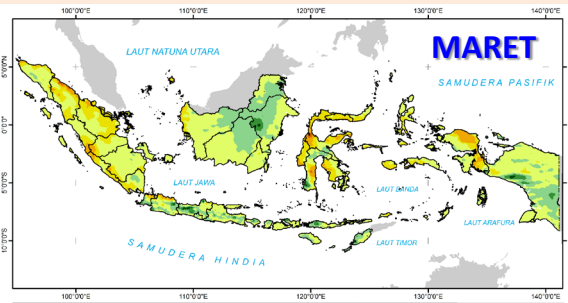 100°0'0"E 110°0'0"E 120°0'0"E 130°0'0"E 140°0'0"E
MARET
LAUT NATUNA UTARA
SAMUDERA PASIFIK
5°0'0"N
0°0'0"
LAUT JAWA
LAUT BANDA
5°0'0"S
LAUT ARAFURA
LAUT TIMOR
10°0'0"S
SAMUDERA HINDIA
100°0'0"E 110°0'0"E 120°0'0"E 130°0'0"E 140°0'0"E